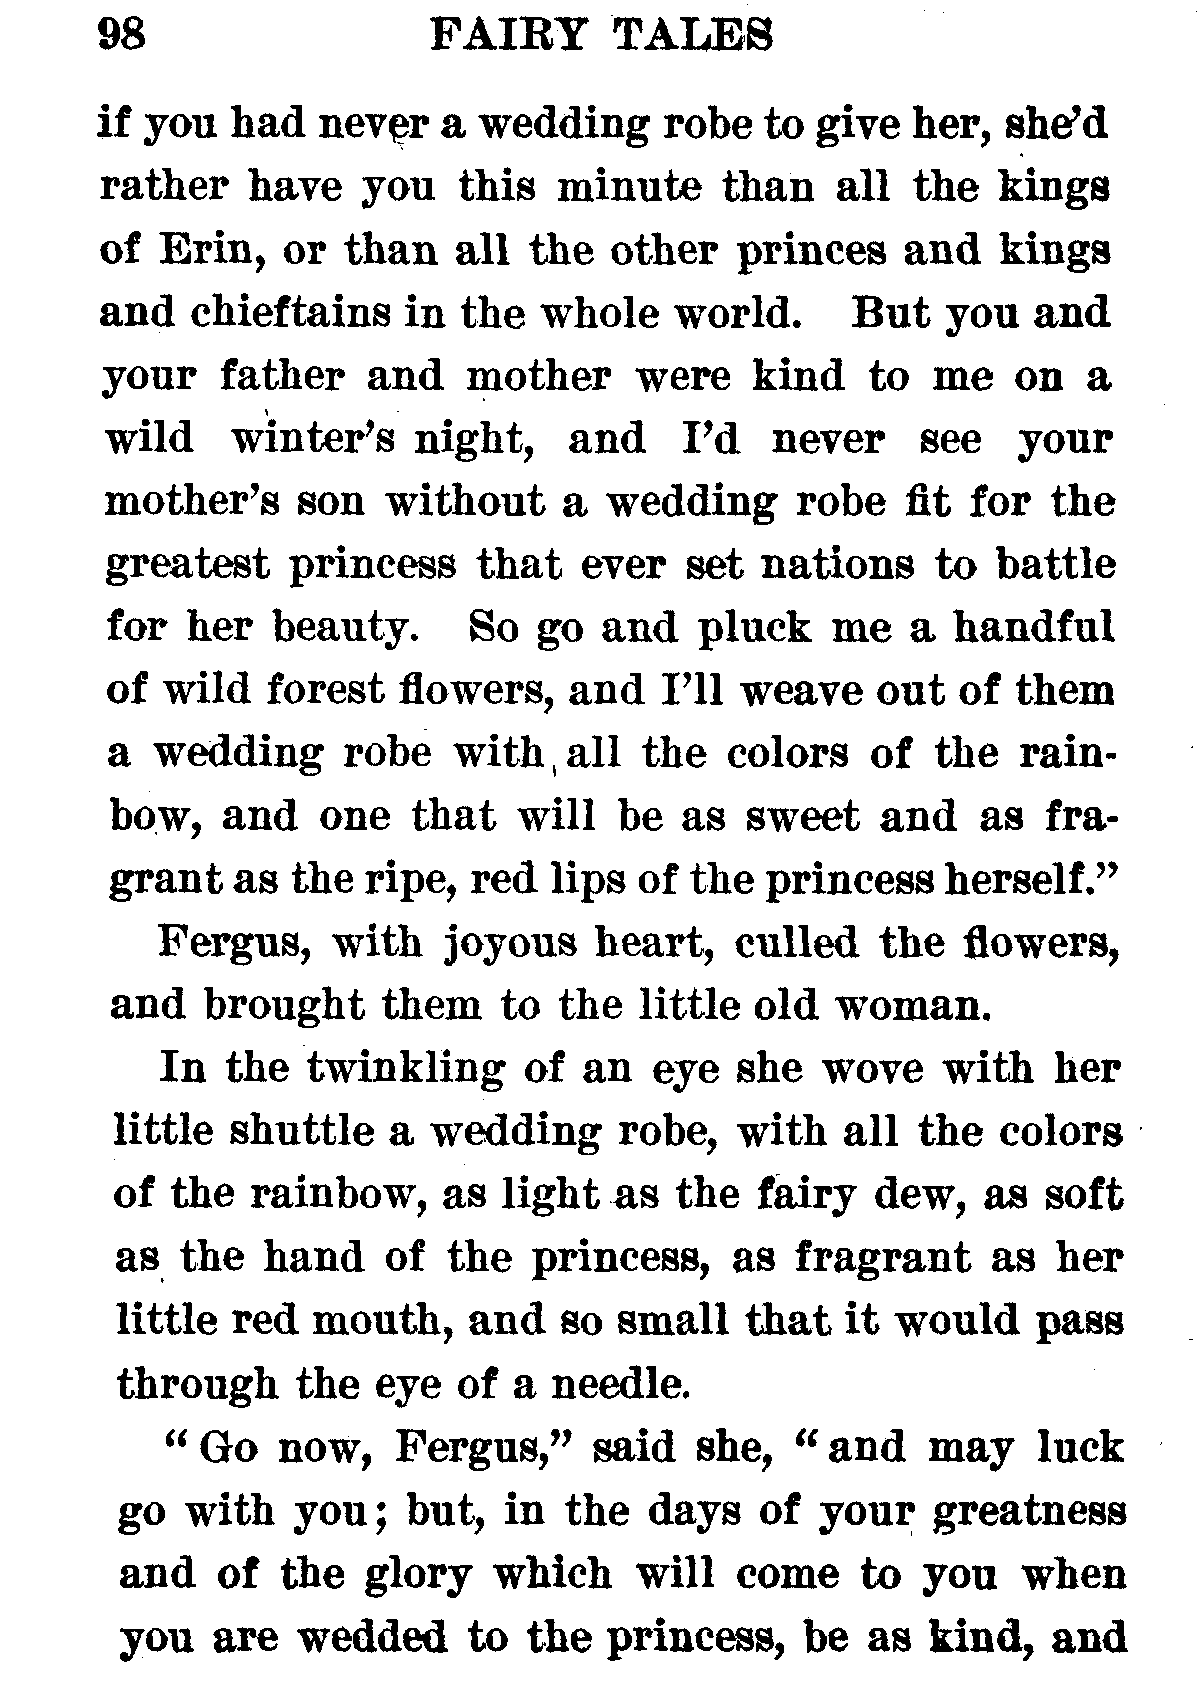 98 FAIRY TALES
if you had never a wedding robe to give her, she'd
rather have you this minute than all the kings
of Erin, or than all the other princes and kings
and chieftains in the whole world. But you and
your father and mother were kind to me on a
wild winter's night, and I'd never see your
mother's son without a wedding robe fit for the
greatest princess that ever set nations to battle
for her beauty. So go and pluck me a handful
of wild forest flowers, and I'll weave out of them
a wedding robe with all the colors of the rain-
bow, and one that will be as sweet and as fra-
grant as the ripe, red lips of the princess herself."
Fergus, with joyous heart, culled the flowers,
and brought them to the little old woman.
In the twinkling of an eye she wove with her
little shuttle a wedding robe, with all the colors
of the rainbow, as light as the fairy dew, as soft
as the hand of the princess, as fragrant as her
little red mouth, and so small that it would pass
through the eye of a needle.
"Go now, Fergus," said she, "and may luck
go with you; but, in the days of your greatness
and of the glory which will come to you when
you are wedded to the princess, be as kind, and